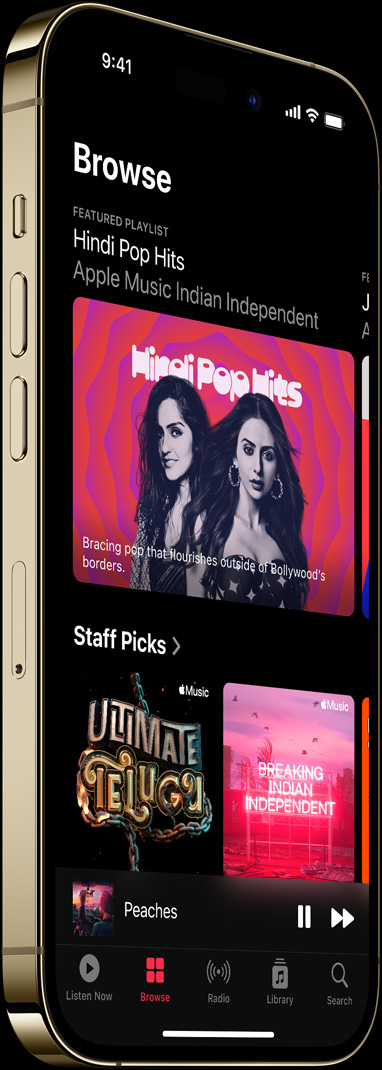 9:41
Browse
FEATURED PLAYLIST
Hindi Pop Hits
Apple Music Indian Independent
Hindi Pop Hits
Bracing pop that flourishes outside of Bollywood's
borders.
Staff Picks
Music
ULTIMATE
TELUGU
Music
BREAKING
INDIAN
INDEPENDENT
Peaches
Listen Now
Browse
Radio
Library
Search